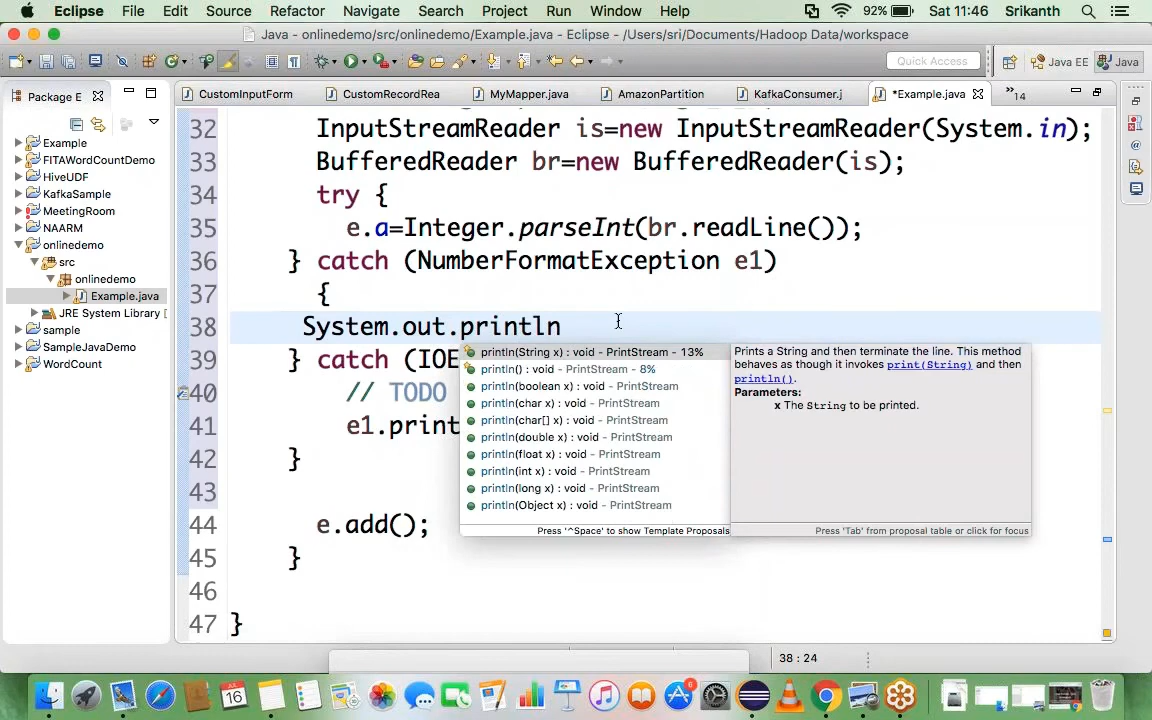 Eclipse File Edit Source Refactor Navigate Search Project Run Window Help 92% Sat 11:46 Srikanth
Java - onlinedemo/src/onlinedemo/Example.java - Eclipse - /Users/sri/Documents/Hadoop Data/workspace
Quick Access Java EE Java
Package E CustomInputForm CustomRecordRea MyMapper.java AmazonPartition KafkaConsumer.j *Example.java »14
Example
FITAWordCountDemo
HiveUDF
KafkaSample
MeetingRoom
NAARM
onlinedemo
src
onlinedemo
Example.java
JRE System Library [
sample
SampleJavaDemo
WordCount
32 InputStreamReader is=new InputStreamReader(System.in);
33 BufferedReader br=new BufferedReader(is);
34 try {
35 e.a=Integer.parseInt(br.readLine());
36 } catch (NumberFormatException e1)
37 {
38 System.out.println
39 } catch (IOE
40 // TODO
41 e1.print
42 }
43
44 e.add();
45 }
46
47 }
println(String x) : void - PrintStream - 13%
println() : void - PrintStream - 8%
println(boolean x) : void - PrintStream
println(char x) : void - PrintStream
println(char[] x) : void - PrintStream
println(double x) : void - PrintStream
println(float x) : void - PrintStream
println(int x) : void - PrintStream
println(long x) : void - PrintStream
println(Object x) : void - PrintStream
Press '^Space' to show Template Proposals
Prints a String and then terminate the line. This method
behaves as though it invokes print(String) and then
println().
Parameters:
x The String to be printed.
Press 'Tab' from proposal table or click for focus
38 : 24
16
6